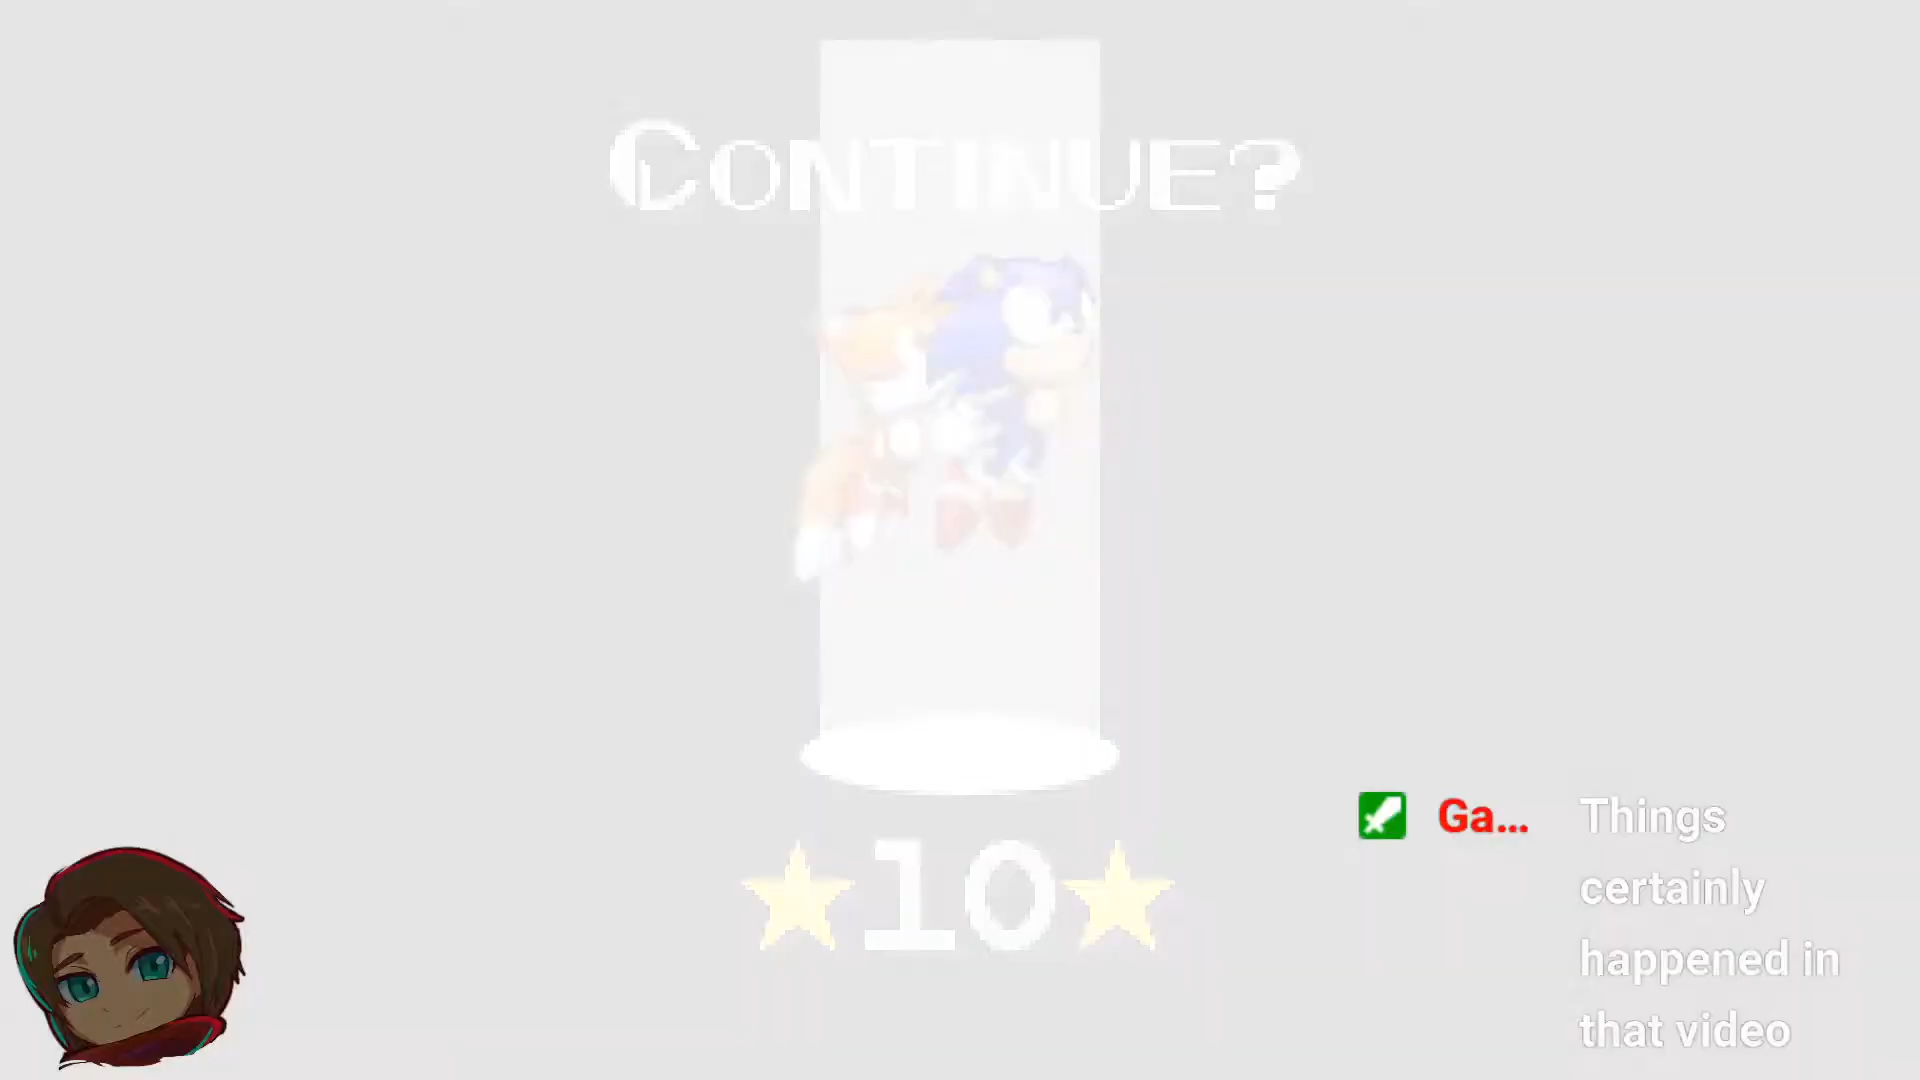 CONTINUE?
10
Ga... Things
certainly
happened in
that video